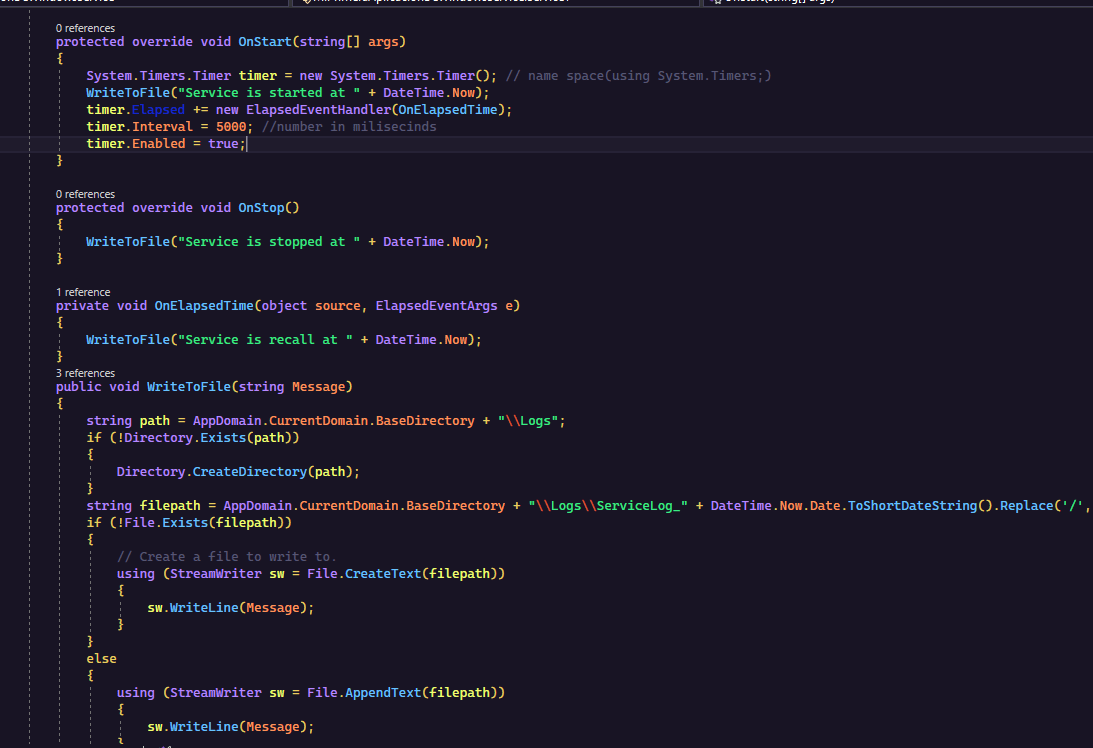 0 references
protected override void OnStart(string[] args)
{
System.Timers.Timer timer = new System.Timers.Timer(); // name space(using System.Timers;)
WriteToFile("Service is started at " + DateTime.Now);
timer.Elapsed += new ElapsedEventHandler(OnElapsedTime);
timer.Interval = 5000; //number in milisecinds
timer.Enabled = true;
}
0 references
protected override void OnStop()
{
WriteToFile("Service is stopped at " + DateTime.Now);
}
1 reference
private void OnElapsedTime(object source, ElapsedEventArgs e)
{
WriteToFile("Service is recall at " + DateTime.Now);
}
3 references
public void WriteToFile(string Message)
{
string path = AppDomain.CurrentDomain.BaseDirectory + "\\Logs";
if (!Directory.Exists(path))
{
Directory.CreateDirectory(path);
}
string filepath = AppDomain.CurrentDomain.BaseDirectory + "\\Logs\\ServiceLog_" + DateTime.Now.Date.ToShortDateString().Replace('/',
if (!File.Exists(filepath))
{
// Create a file to write to.
using (StreamWriter sw = File.CreateText(filepath))
{
sw.WriteLine(Message);
}
}
else
{
using (StreamWriter sw = File.AppendText(filepath))
{
sw.WriteLine(Message);
}